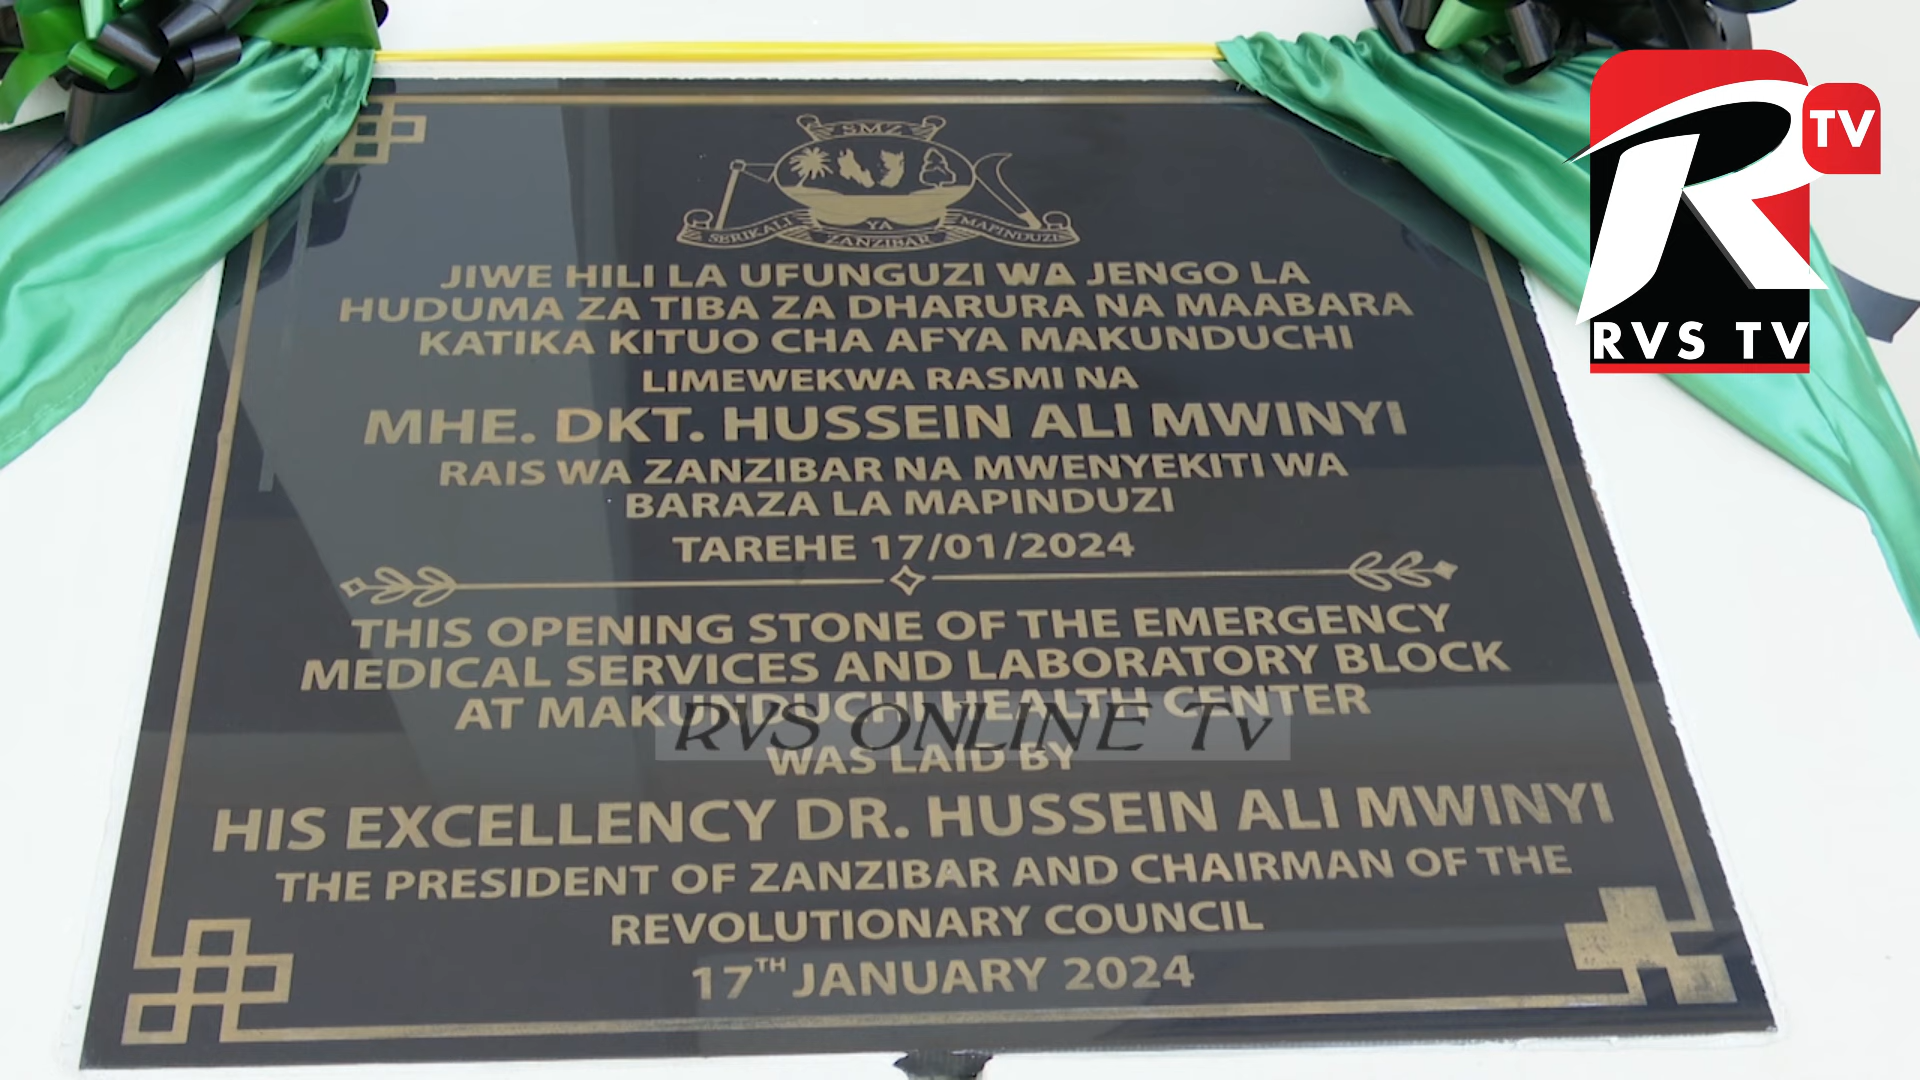 SMZ
SERIKALI YA MAPINDUZI
ZANZIBAR
JIWE HILI LA UFUNGUZI WA JENGO LA
HUDUMA ZA TIBA ZA DHARURA NA MAABARA
KATIKA KITUO CHA AFYA MAKUNDUCHI
LIMEWEKWA RASMI NA
MHE. DKT. HUSSEIN ALI MWINYI
RAIS WA ZANZIBAR NA MWENYEKITI WA
BARAZA LA MAPINDUZI
TAREHE 17/01/2024
THIS OPENING STONE OF THE EMERGENCY
MEDICAL SERVICES AND LABORATORY BLOCK
AT MAKUNDUCHI HEALTH CENTER
RVS ONLINE Tv
WAS LAID BY
HIS EXCELLENCY DR. HUSSEIN ALI MWINYI
THE PRESIDENT OF ZANZIBAR AND CHAIRMAN OF THE
REVOLUTIONARY COUNCIL
17TH JANUARY 2024
R TV
RVS TV